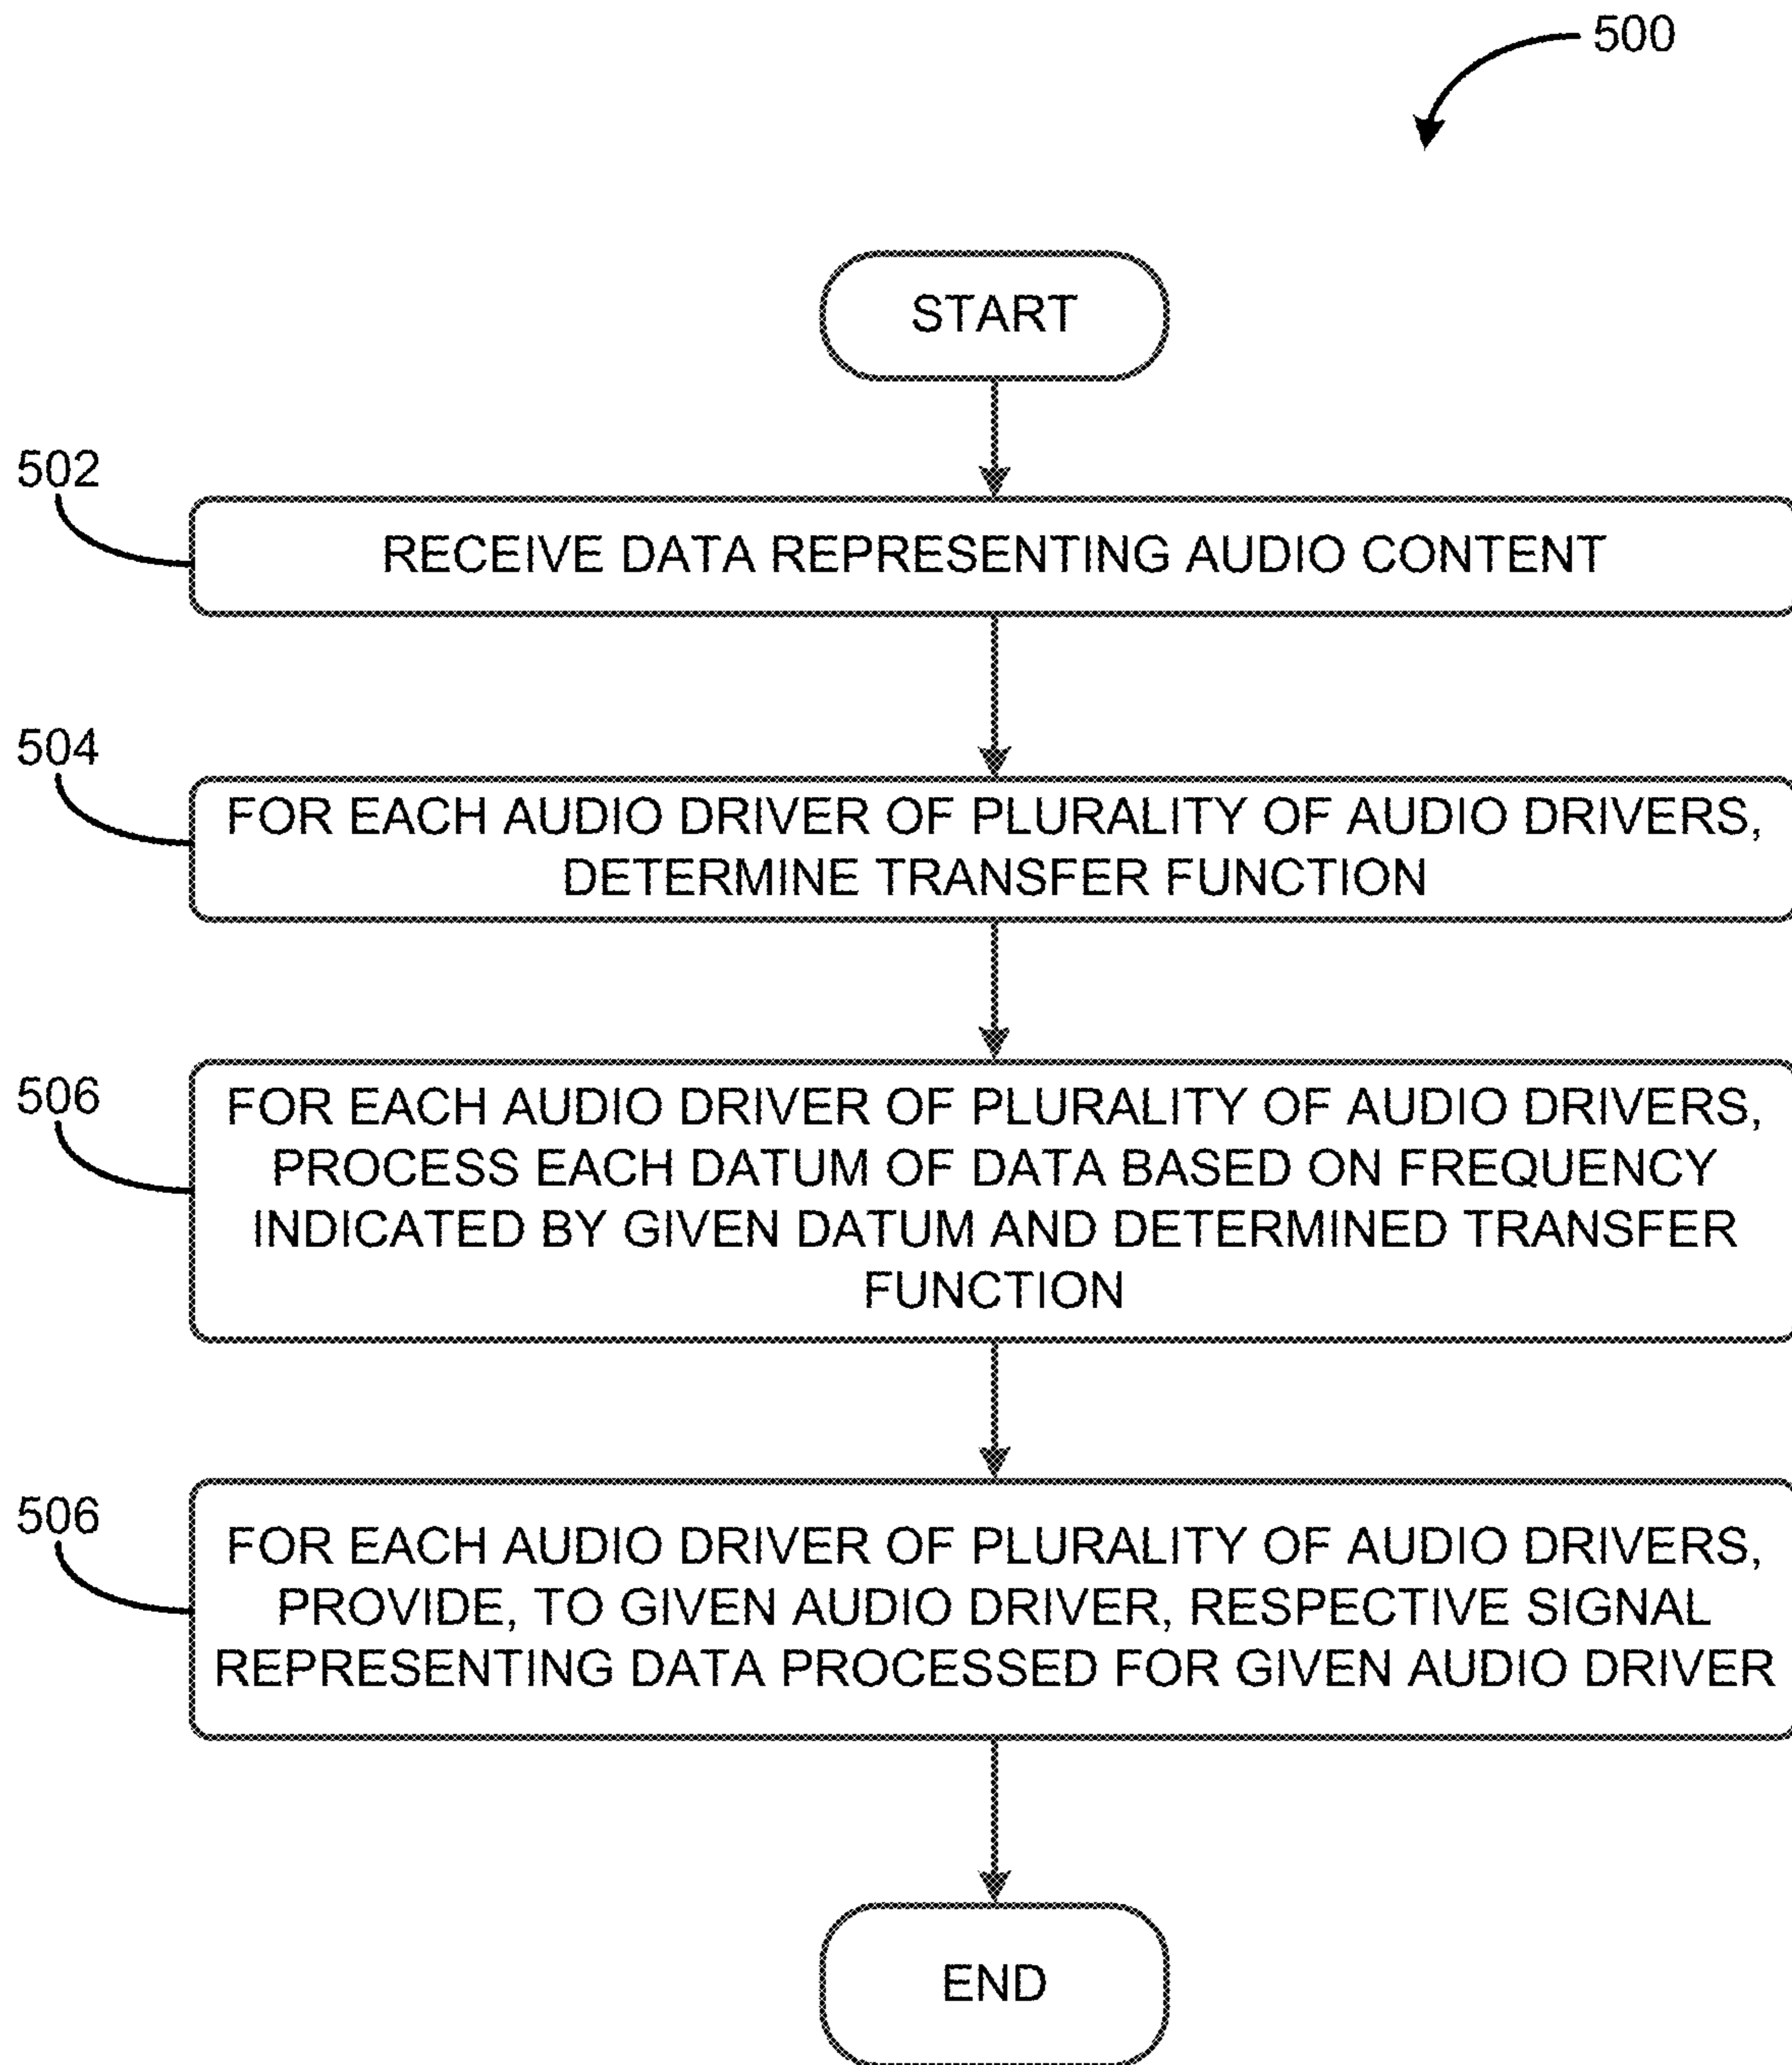 500
START
502
RECEIVE DATA REPRESENTING AUDIO CONTENT
504
FOR EACH AUDIO DRIVER OF PLURALITY OF AUDIO DRIVERS,
DETERMINE TRANSFER FUNCTION
506
FOR EACH AUDIO DRIVER OF PLURALITY OF AUDIO DRIVERS,
PROCESS EACH DATUM OF DATA BASED ON FREQUENCY
INDICATED BY GIVEN DATUM AND DETERMINED TRANSFER
FUNCTION
506
FOR EACH AUDIO DRIVER OF PLURALITY OF AUDIO DRIVERS,
PROVIDE, TO GIVEN AUDIO DRIVER, RESPECTIVE SIGNAL
REPRESENTING DATA PROCESSED FOR GIVEN AUDIO DRIVER
END